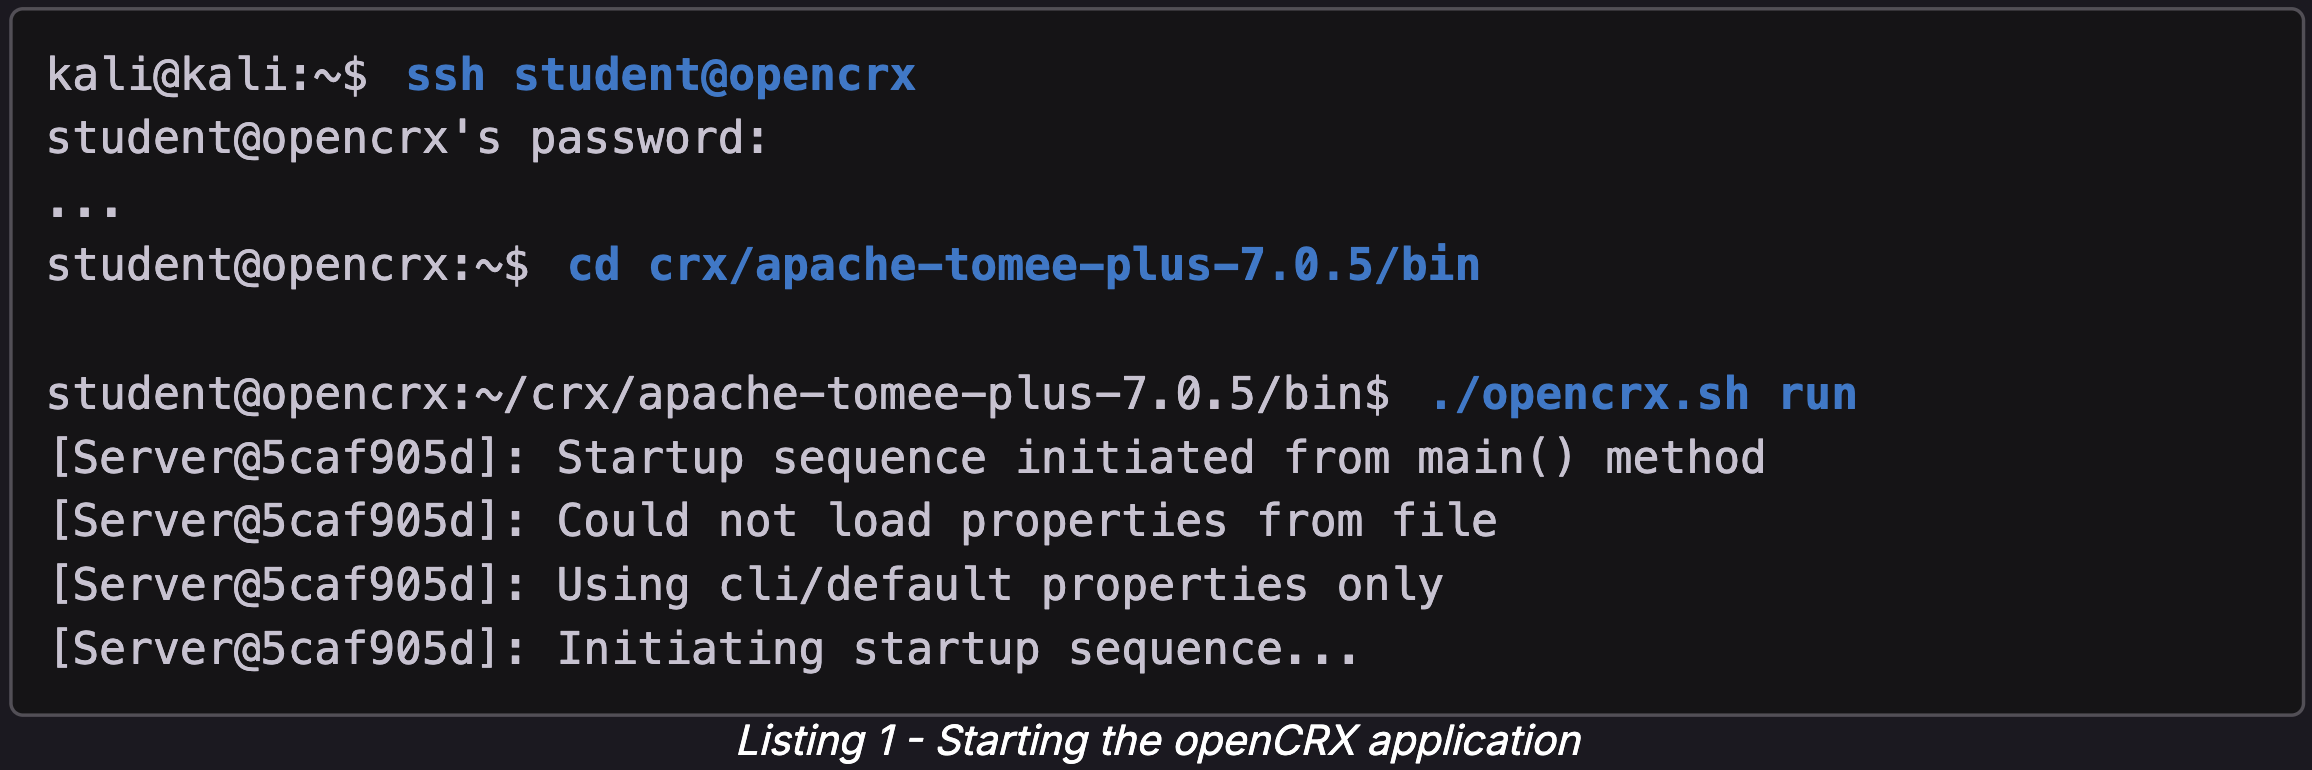 kali@kali:~$ ssh student@opencrx
student@opencrx's password:
...
student@opencrx:~$ cd crx/apache-tomee-plus-7.0.5/bin
student@opencrx:~/crx/apache-tomee-plus-7.0.5/bin$ ./opencrx.sh run
[Server@5caf905d]: Startup sequence initiated from main() method
[Server@5caf905d]: Could not load properties from file
[Server@5caf905d]: Using cli/default properties only
[Server@5caf905d]: Initiating startup sequence...
Listing 1 - Starting the openCRX application